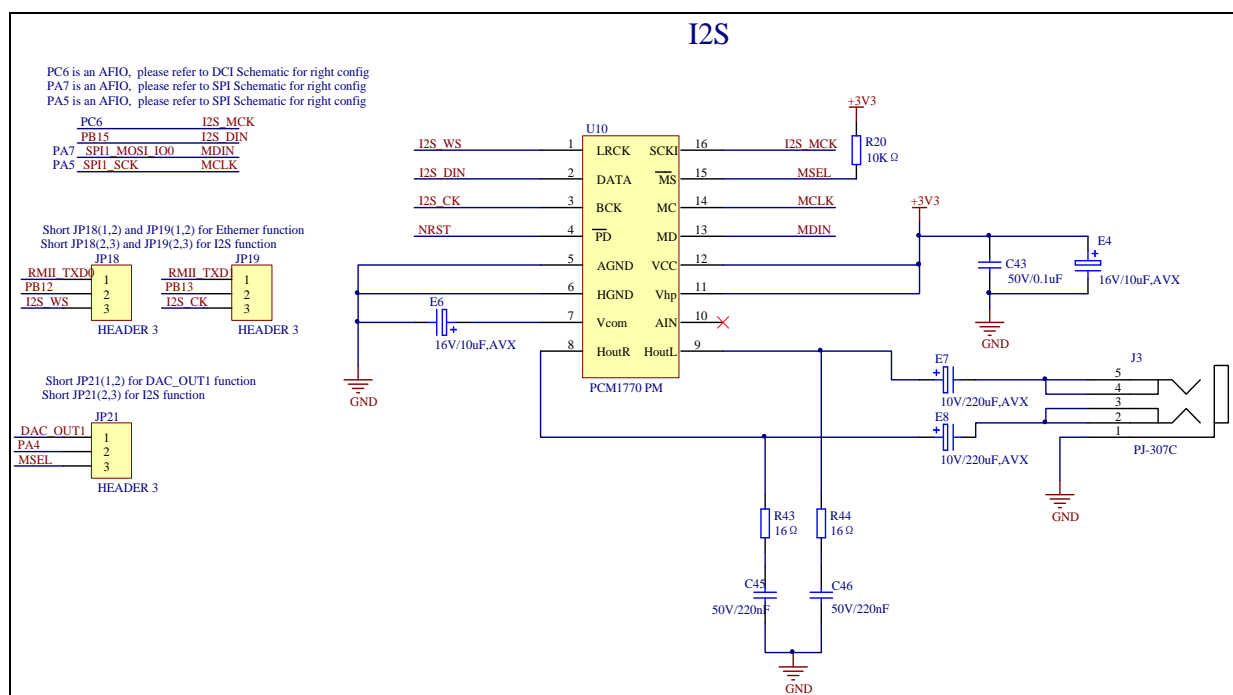 I2S
PC6 is an AFIO, please refer to DCI Schematic for right config
PA7 is an AFIO, please refer to SPI Schematic for right config
PA5 is an AFIO, please refer to SPI Schematic for right config
PC6 I2S_MCK
PB15 I2S_DIN
PA7 SPI1_MOSI_IO0 MDIN
PA5 SPI1_SCK MCLK
Short JP18(1,2) and JP19(1,2) for Etherner function
Short JP18(2,3) and JP19(2,3) for I2S function
JP18
RMII_TXD0 1
PB12 2
I2S_WS 3
HEADER 3
JP19
RMII_TXD1 1
PB13 2
I2S_CK 3
HEADER 3
Short JP21(1,2) for DAC_OUT1 function
Short JP21(2,3) for I2S function
JP21
DAC_OUT1 1
PA4 2
MSEL 3
HEADER 3
U10
I2S_WS 1 LRCK SCKI 16 I2S_MCK
I2S_DIN 2 DATA MS 15 MSEL
I2S_CK 3 BCK MC 14 MCLK
NRST 4 PD MD 13 MDIN
5 AGND VCC 12
6 HGND Vhp 11
7 Vcom AIN 10
8 HoutR HoutL 9
PCM1770 PM
E6
+
16V/10uF,AVX
GND
+3V3
R20
10KΩ
+3V3
C43
50V/0.1uF
E4
+
16V/10uF,AVX
GND
E7
+
10V/220uF,AVX
E8
+
10V/220uF,AVX
J3
5
4
3
2
1
PJ-307C
GND
R43
16Ω
R44
16Ω
C45
50V/220nF
C46
50V/220nF
GND